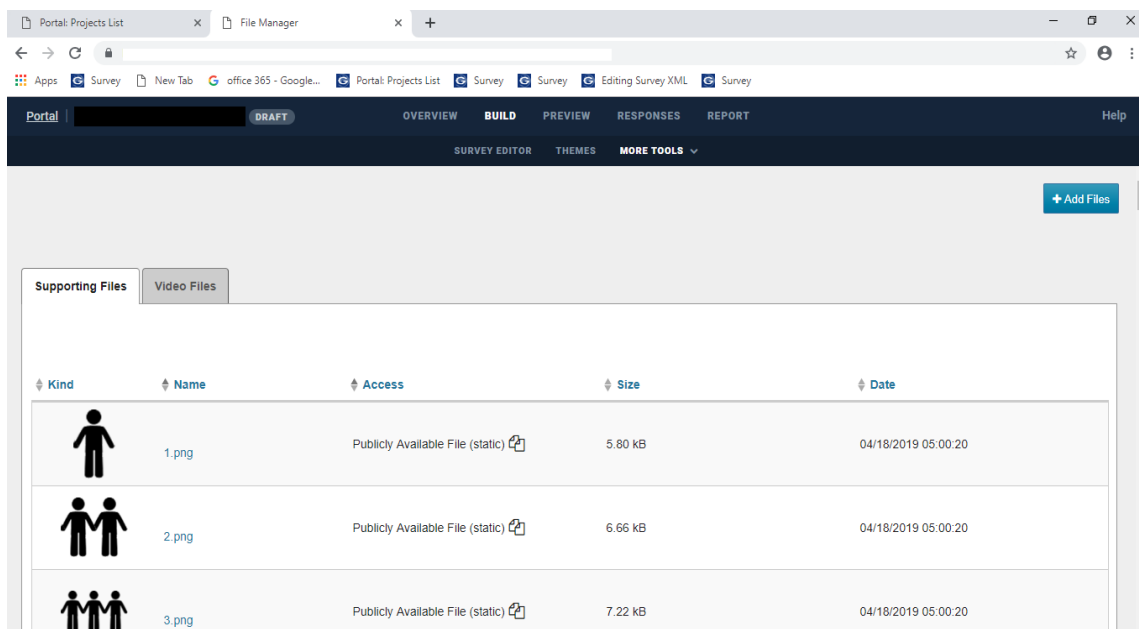 Portal: Projects List
File Manager
Apps Survey New Tab office 365 - Google... Portal: Projects List Survey Survey Editing Survey XML Survey
Portal DRAFT OVERVIEW BUILD PREVIEW RESPONSES REPORT Help
SURVEY EDITOR THEMES MORE TOOLS
+ Add Files
Supporting Files Video Files
Kind Name Access Size Date
1.png Publicly Available File (static) 5.80 kB 04/18/2019 05:00:20
2.png Publicly Available File (static) 6.66 kB 04/18/2019 05:00:20
3.png Publicly Available File (static) 7.22 kB 04/18/2019 05:00:20